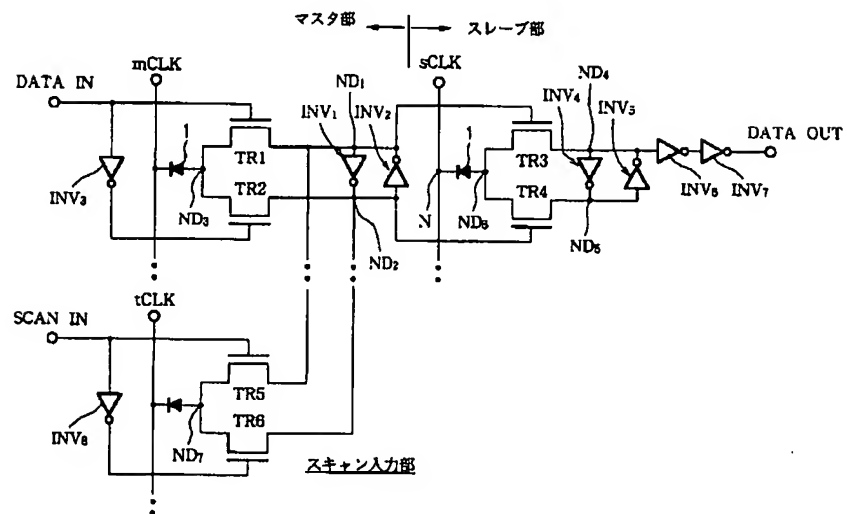 マスタ部 スレーブ部
mCLK sCLK
DATA IN ND₁ ND₄
INV₁ INV₂ INV₄ INV₅
1 TR1 1 TR3 DATA OUT
TR2 N TR4
INV₃ ND₃ ND₆ INV₆ INV₇
ND₂ ND₅
tCLK
SCAN IN
TR5
TR6
INV₈ ND₇
スキャン入力部